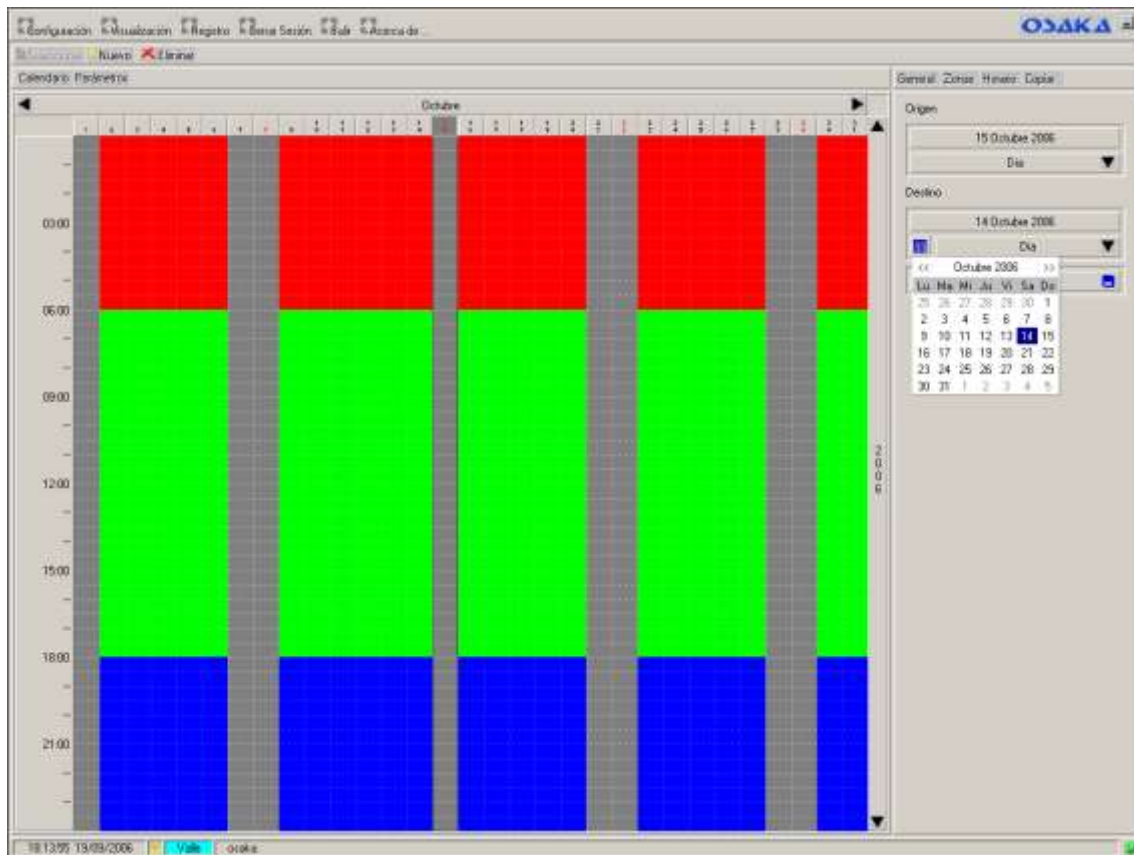 Configuración Visualización Registro Cerrar Sesión Salir Acerca de...
OSAKA
Nuevo Eliminar
Calendario Parámetros
General Zonas Horario Copiar
Octubre
Origen
15 Octubre 2006
Día
Destino
14 Octubre 2006
Día
<< Octubre 2006 >>
Lu Ma Mi Ju Vi Sa Do
25 26 27 28 29 30 1
2 3 4 5 6 7 8
9 10 11 12 13 14 15
16 17 18 19 20 21 22
23 24 25 26 27 28 29
30 31 1 2 3 4 5
03:00
06:00
09:00
12:00
15:00
18:00
21:00
2006
18:13:55 19/09/2006 Valle osaka